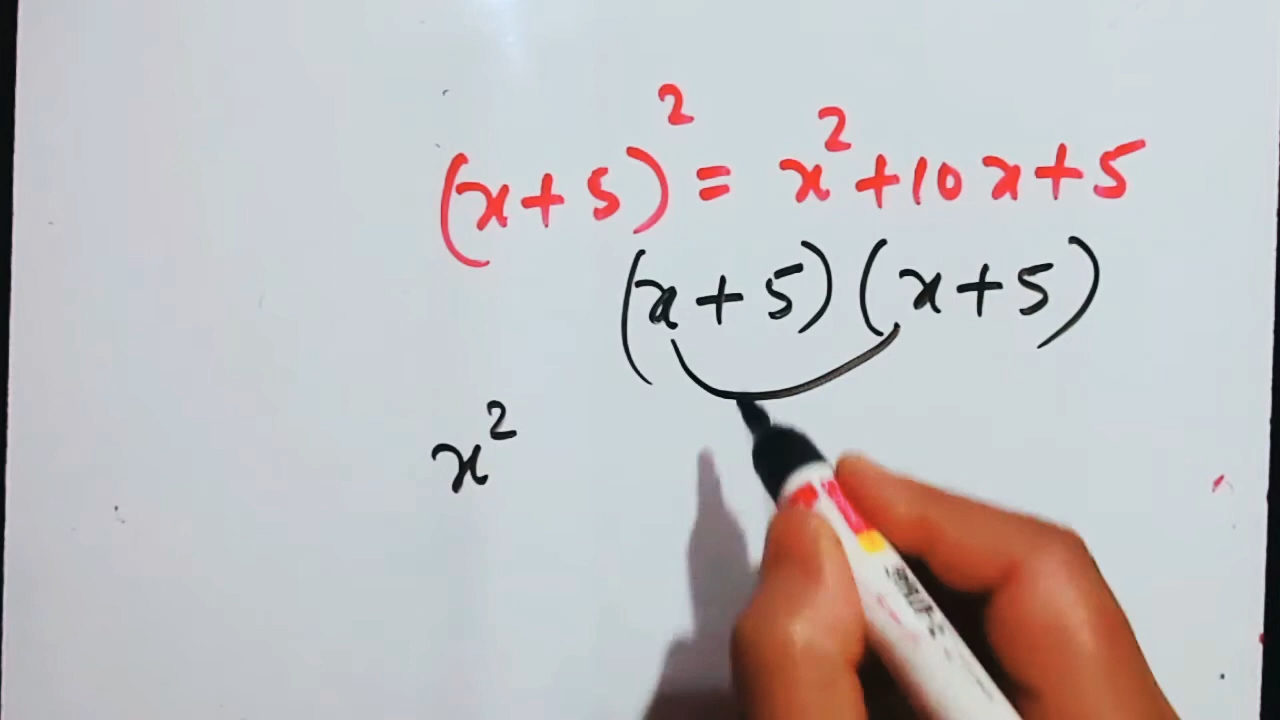 (x+5)² = x²+10x+5
(x+5)(x+5)
x²